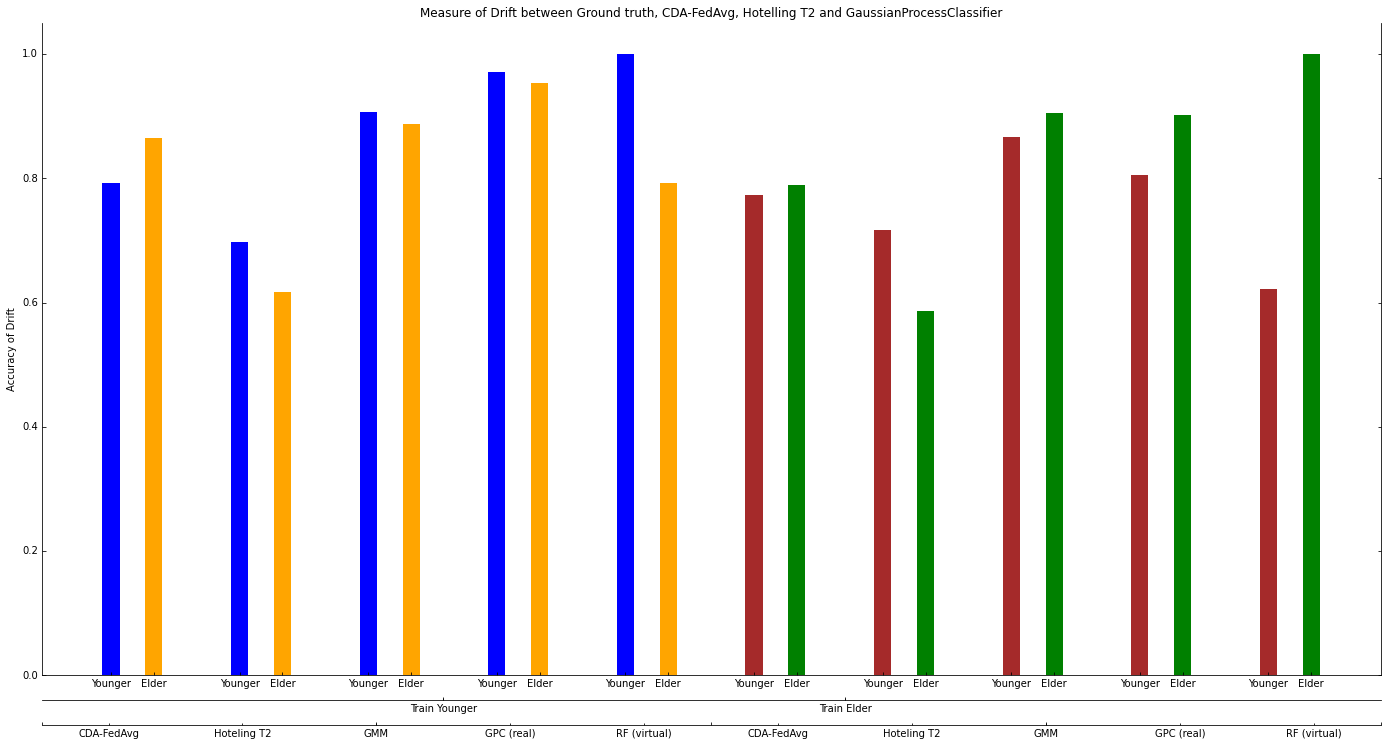 Measure of Drift between Ground truth, CDA-FedAvg, Hotelling T2 and GaussianProcessClassifier
Accuracy of Drift
1.0
0.8
0.6
0.4
0.2
0.0
Younger Elder Younger Elder Younger Elder Younger Elder Younger Elder Younger Elder Younger Elder Younger Elder Younger Elder Younger Elder
Train Younger Train Elder
CDA-FedAvg Hoteling T2 GMM GPC (real) RF (virtual) CDA-FedAvg Hoteling T2 GMM GPC (real) RF (virtual)